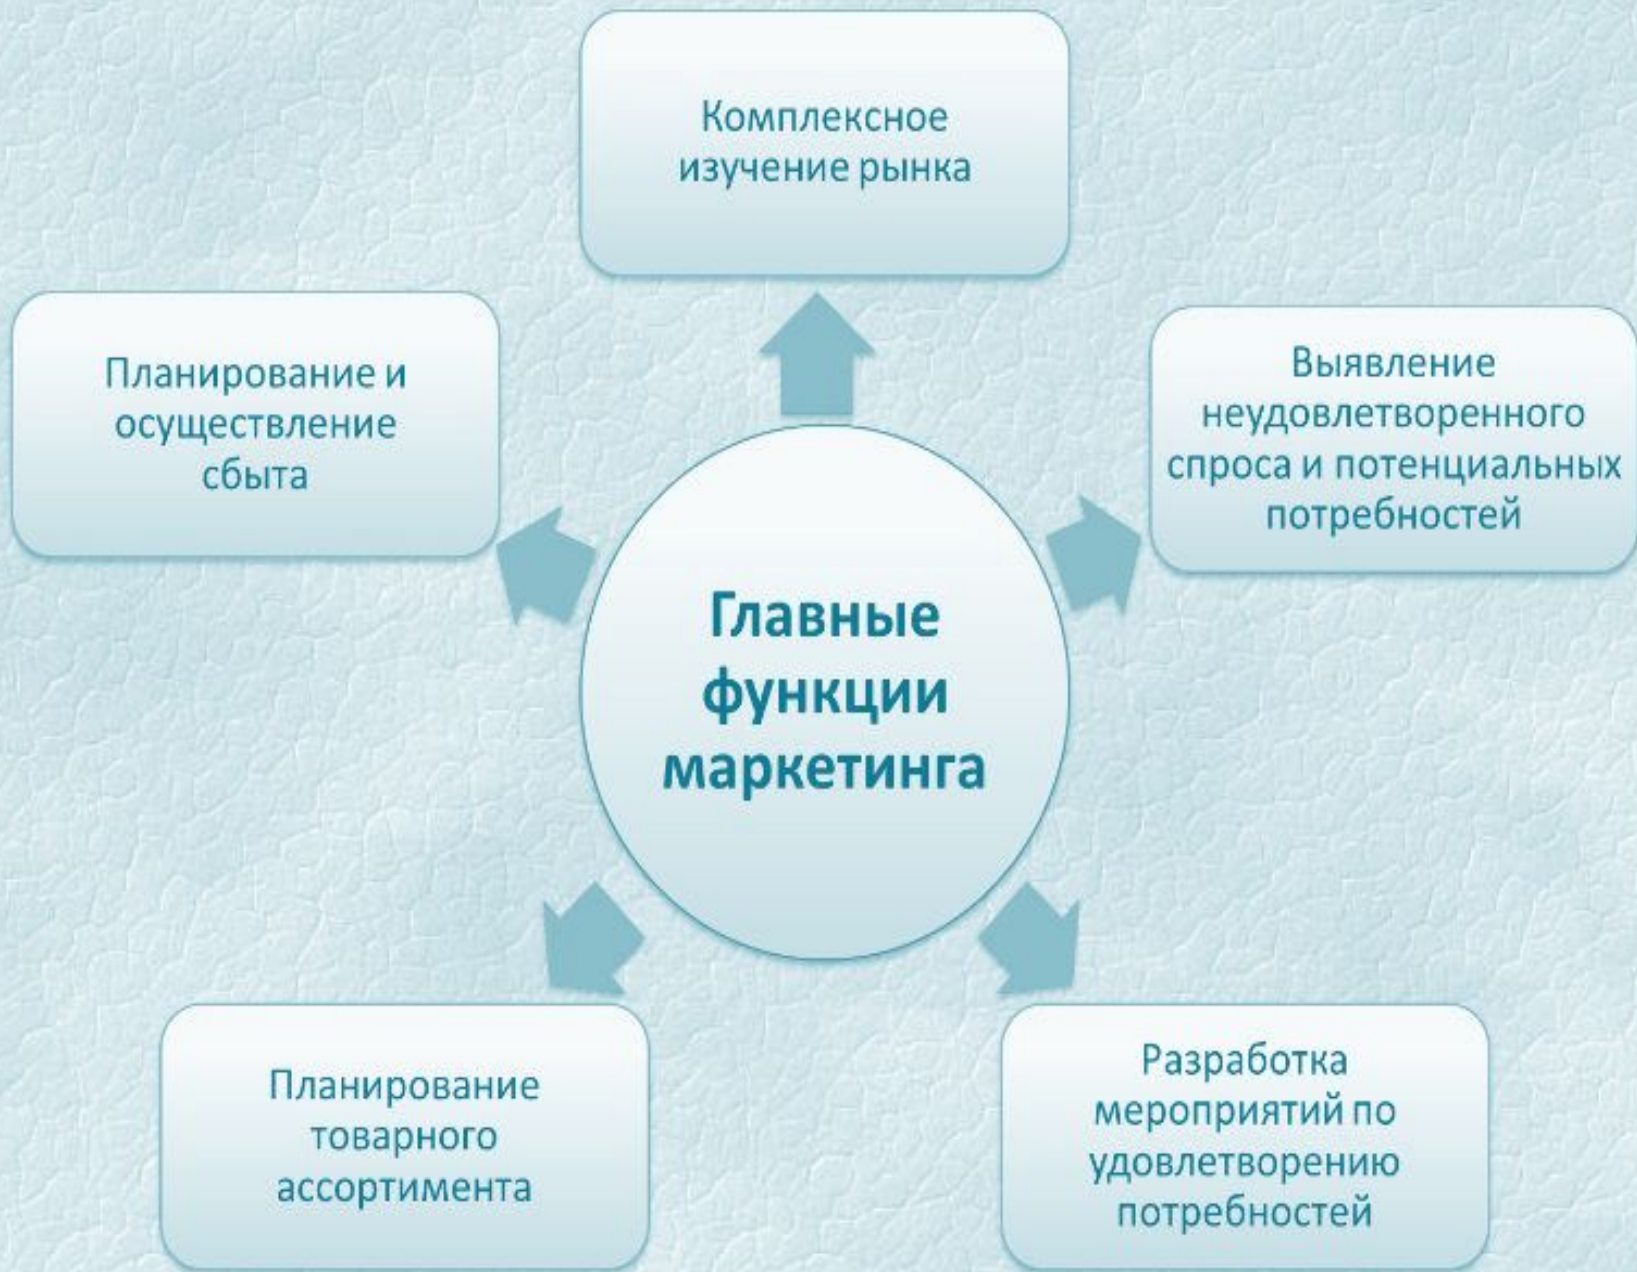 Комплексное
изучение рынка
Планирование и
осуществление
сбыта
Выявление
неудовлетворенного
спроса и потенциальных
потребностей
Главные
функции
маркетинга
Планирование
товарного
ассортимента
Разработка
мероприятий по
удовлетворению
потребностей